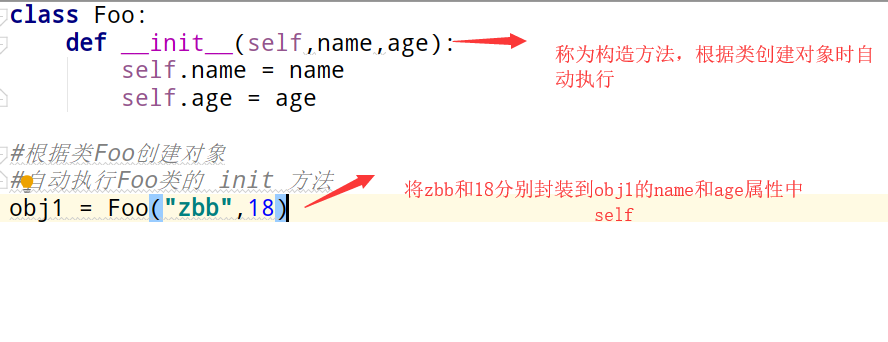 class Foo:
def __init__(self,name,age):
称为构造方法，根据类创建对象时自
动执行
self.name = name
self.age = age
#根据类Foo创建对象
#自动执行Foo类的 init 方法
将zbb和18分别封装到obj1的name和age属性中
obj1 = Foo("zbb",18)
self